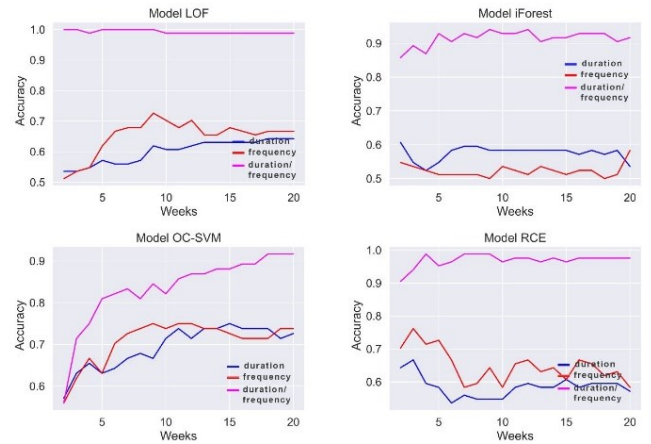 Model LOF
Accuracy
1.0
0.9
0.8
0.7
0.6
0.5
duration
frequency
duration/
frequency
5
10
15
20
Weeks
Model iForest
Accuracy
0.9
0.8
0.7
0.6
0.5
duration
frequency
duration/
frequency
5
10
15
20
Weeks
Model OC-SVM
Accuracy
0.9
0.8
0.7
0.6
duration
frequency
duration/
frequency
5
10
15
20
Weeks
Model RCE
Accuracy
1.0
0.9
0.8
0.7
0.6
duration
frequency
duration/
frequency
5
10
15
20
Weeks